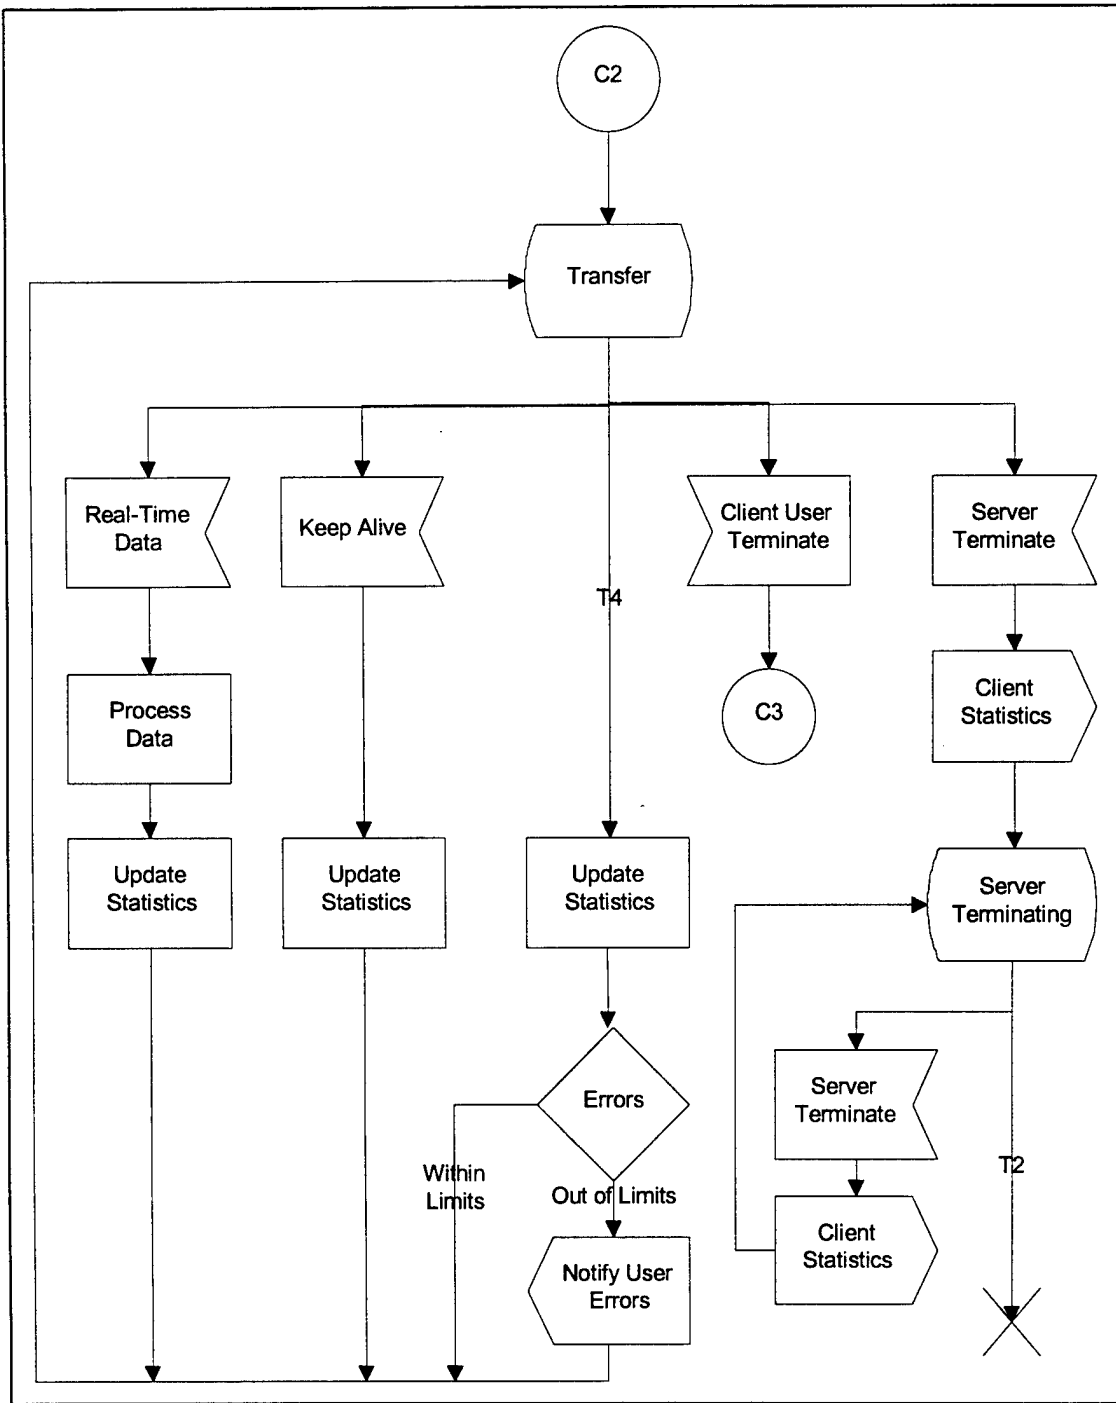 C2
Transfer
Real-Time
Data
Keep Alive
T4
Client User
Terminate
Server
Terminate
Process
Data
C3
Client
Statistics
Update
Statistics
Update
Statistics
Update
Statistics
Server
Terminating
Errors
Server
Terminate
Within
Limits
Out of Limits
T2
Client
Statistics
Notify User
Errors